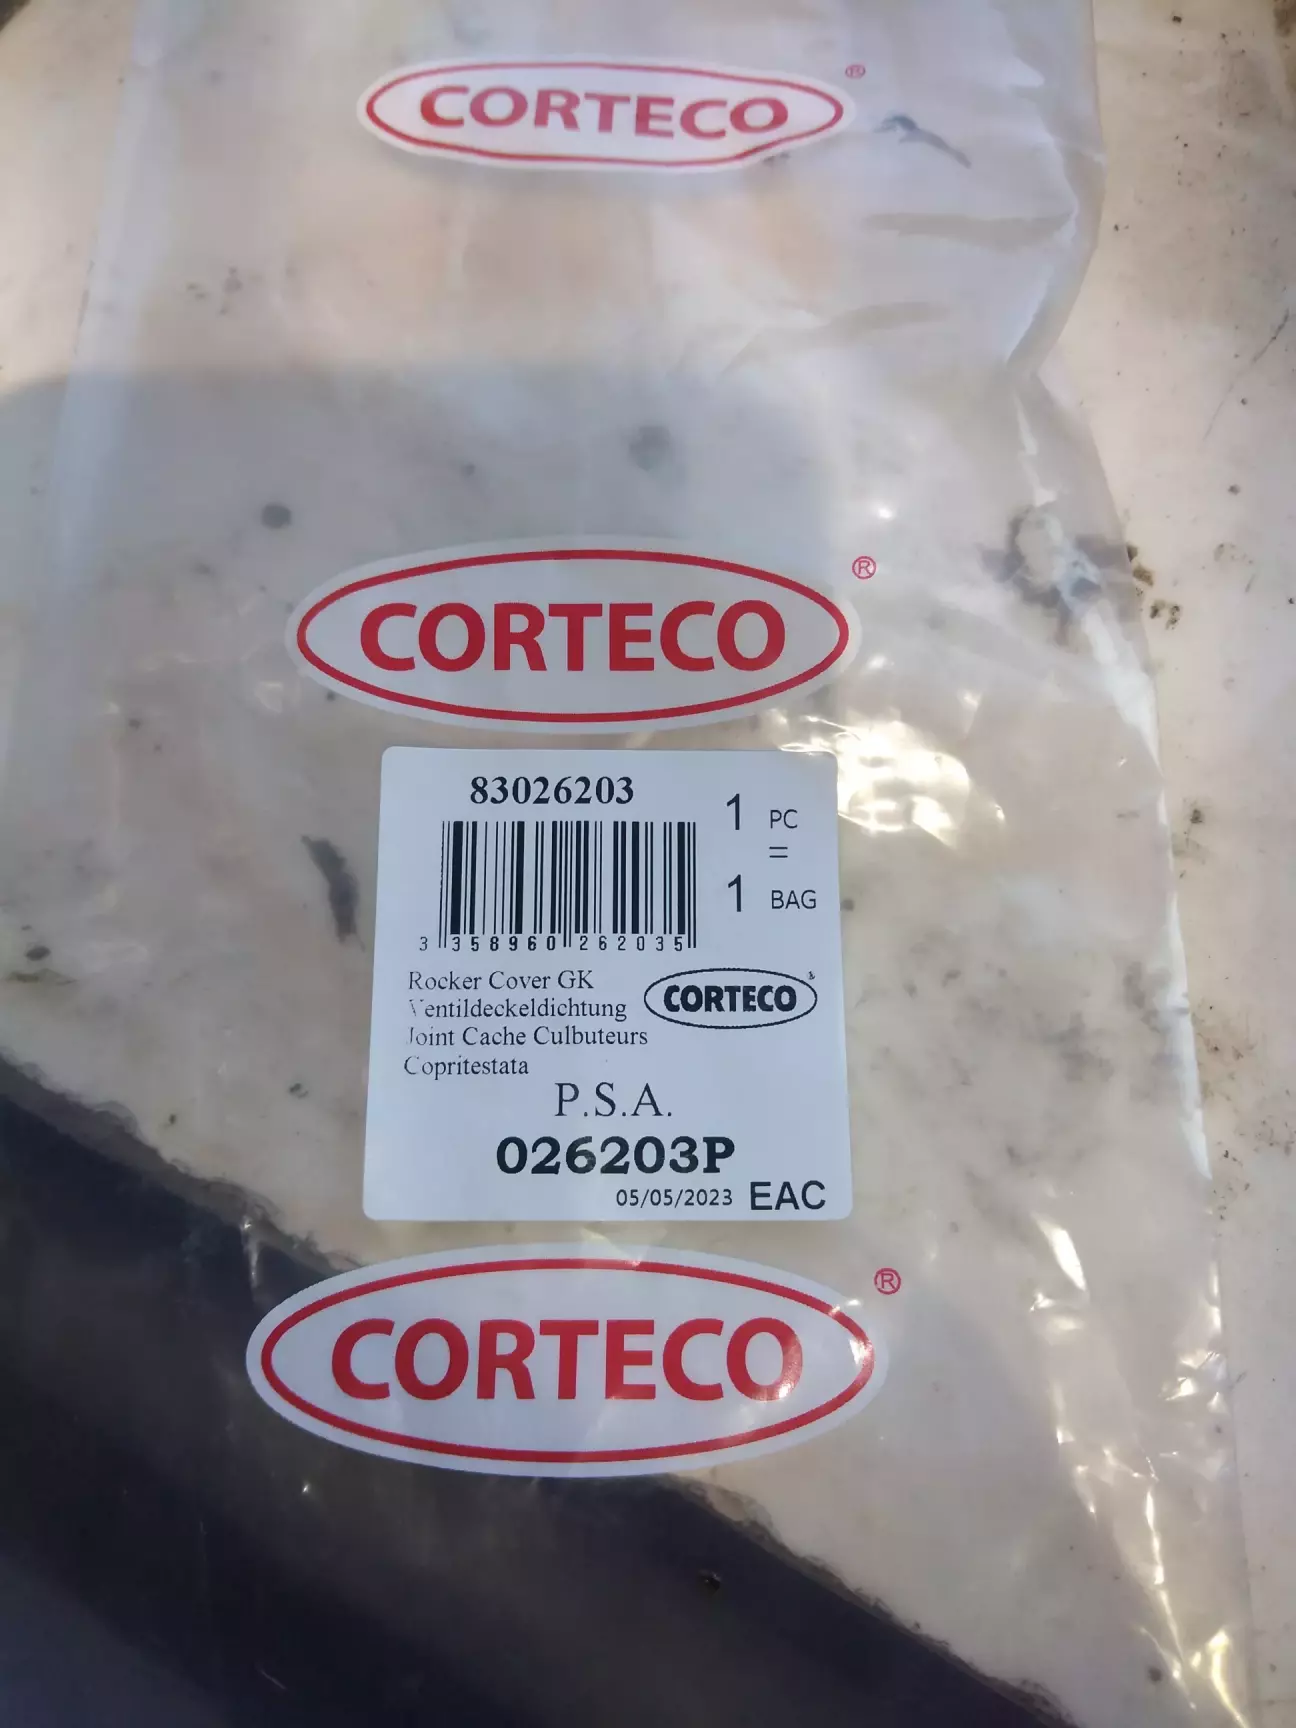 CORTECO ®
CORTECO ®
83026203
1 PC
=
1 BAG
3 358960 262035
Rocker Cover GK
Ventildeckeldichtung
Joint Cache Culbuteurs
Copritestata
CORTECO ®
P.S.A.
026203P
05/05/2023 EAC
CORTECO ®